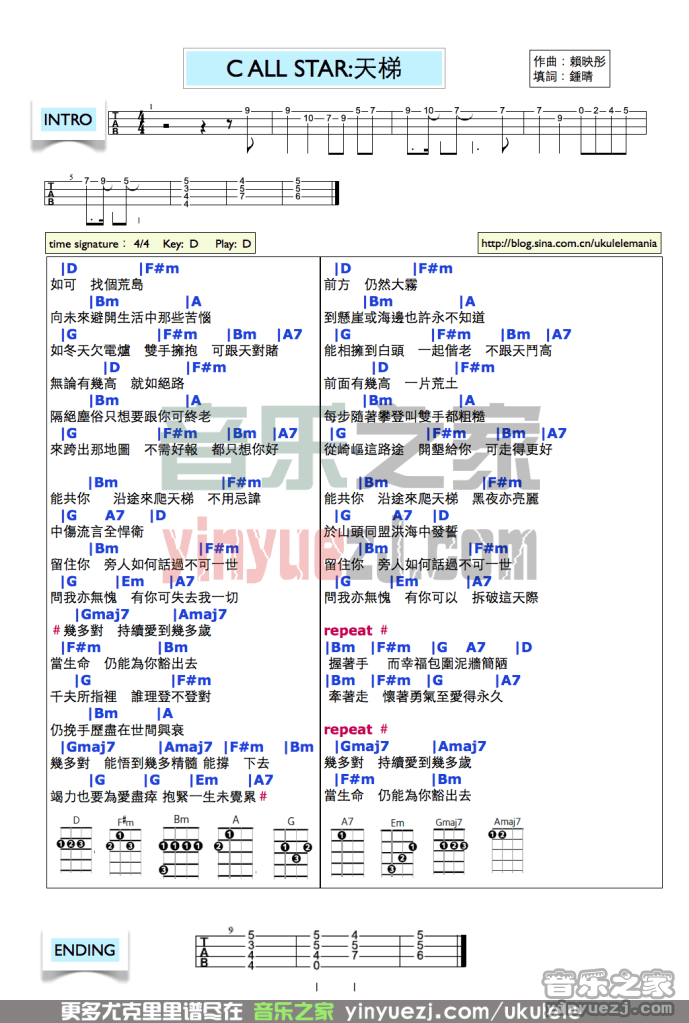 C ALL STAR:天梯
作曲：賴映彤
填詞：鍾晴
INTRO
time signature： 4/4 Key: D Play: D
http://blog.sina.com.cn/ukulelemania
|D |F#m
如可 找個荒島
|Bm |A
向未來避開生活中那些苦惱
|G |F#m |Bm |A7
如冬天欠電爐 雙手擁抱 可跟天對賭
|D |F#m
無論有幾高 就如絕路
|Bm |A
隔絕塵俗只想要跟你可終老
|G |F#m |Bm |A7
來跨出那地圖 不需好報 都只想你好
|Bm |F#m
能共你 沿途來爬天梯 不用忌諱
|G A7 |D
中傷流言全悍衛
|Bm |F#m
留住你 旁人如何話過不可一世
|G |Em |A7
問我亦無愧 有你可失去我一切
|Gmaj7 |Amaj7
# 幾多對 持續愛到幾多歲
|F#m |Bm
當生命 仍能為你豁出去
|G |F#m
千夫所指裡 誰理登不登對
|Bm |A
仍挽手歷盡在世間興衰
|Gmaj7 |Amaj7 |F#m |Bm
幾多對 能悟到幾多精髓 能撐 下去
|G |G |Em |A7
竭力也要為愛盡瘁 抱緊一生未覺累 #
D F#m Bm A G
|D |F#m
前方 仍然大霧
|Bm |A
到懸崖或海邊也許永不知道
|G |F#m |Bm |A7
能相擁到白頭 一起偕老 不跟天鬥高
|D |F#m
前面有幾高 一片荒土
|Bm |A
每步隨著攀登叫雙手都粗糙
|G |F#m |Bm |A7
從崎嶇這路途 開墾給你 可走得更好
|Bm |F#m
能共你 沿途來爬天梯 黑夜亦亮麗
|G A7 |D
於山頭同盟洪海中發誓
|Bm |F#m
留住你 旁人如何話過不可一世
|G |Em |A7
問我亦無愧 有你可以 拆破這天際
repeat #
|Bm |F#m |G A7 |D
握著手 而幸福包圍泥牆簡陋
|Bm |F#m |G |A7
牽著走 懷著勇氣至愛得永久
repeat #
|Gmaj7 |Amaj7
幾多對 持續愛到幾多歲
|F#m |Bm
當生命 仍能為你豁出去
A7 Em Gmaj7 Amaj7
ENDING
音乐之家
yinyuezj.com
音乐之家
yinyuezj.com
更多尤克里里谱尽在 音乐之家 yinyuezj.com/ukulele